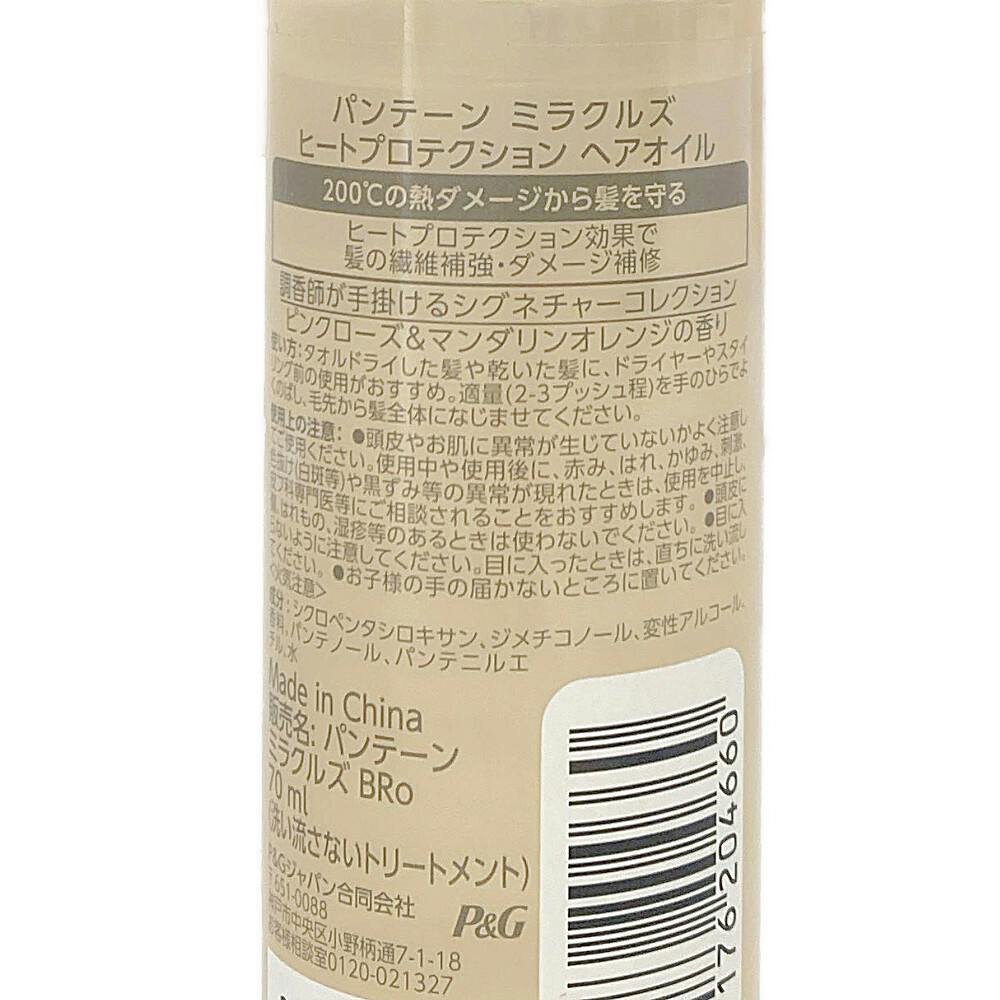 パンテーン ミラクルズ
ヒートプロテクション ヘアオイル
200℃の熱ダメージから髪を守る
ヒートプロテクション効果で
髪の繊維補強・ダメージ補修
調香師が手掛けるシグネチャーコレクション
ピンクローズ&マンダリンオレンジの香り
使い方:タオルドライした髪や乾いた髪に、ドライヤーやスタイ
リング前の使用がおすすめ。適量(2-3プッシュ程)を手のひらでよ
くのばし、毛先から髪全体になじませてください。
使用上の注意: ●頭皮やお肌に異常が生じていないかよく注意し
てご使用ください。使用中や使用後に、赤み、はれ、かゆみ、刺激、
色抜け(白斑等)や黒ずみ等の異常が現れたときは、使用を中止し、
皮フ科専門医等にご相談されることをおすすめします。 ●頭皮に
傷、はれもの、湿疹等のあるときは使わないでください。 ●目に入
らないように注意してください。目に入ったときは、直ちに洗い流し
てください。 ●お子様の手の届かないところに置いてください。
<火気注意>
成分:シクロペンタシロキサン、ジメチコノール、変性アルコール、
香料、パンテノール、パンテニルエ
チル、水
Made in China
販売名: パンテーン
ミラクルズ BRo
70 ml
(洗い流さないトリートメント)
P&Gジャパン合同会社
〒651-0088
神戸市中央区小野柄通7-1-18
お客様相談室0120-021327
P&G
176204660